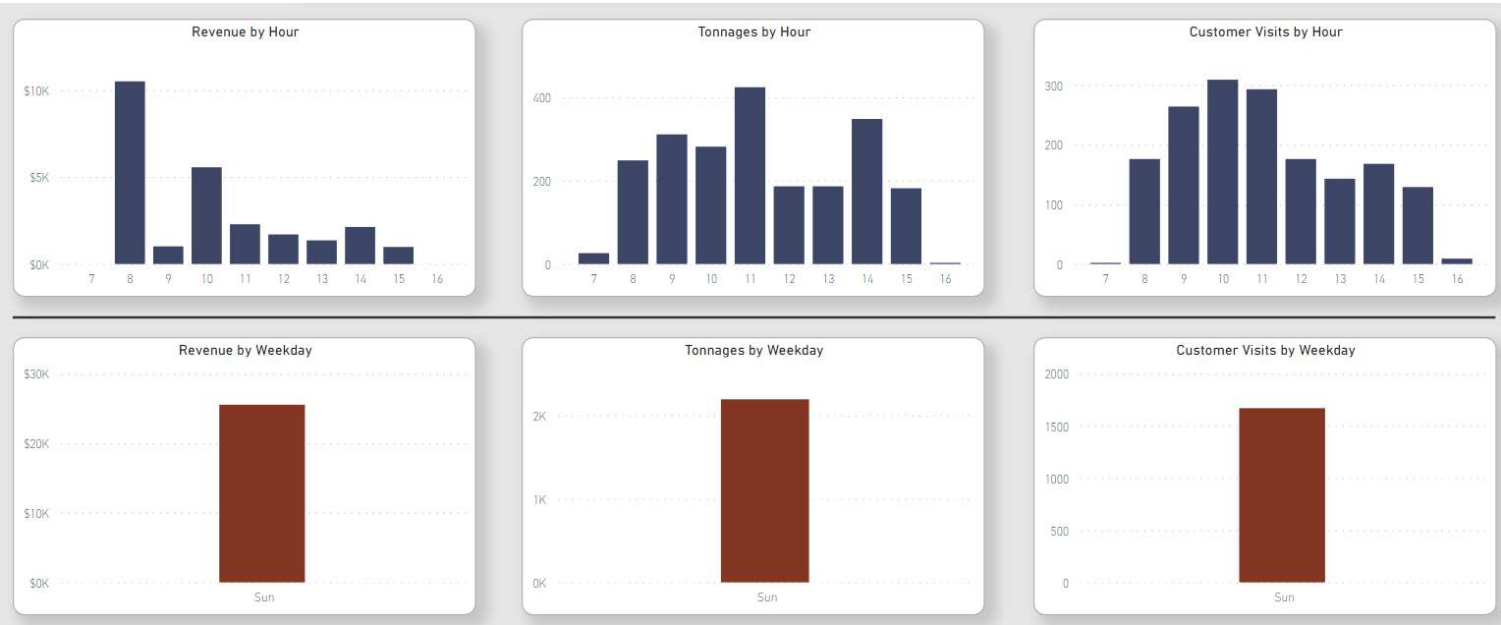 Revenue by Hour
$10K
$5K
$0K
7 8 9 10 11 12 13 14 15 16
Tonnages by Hour
400
200
0
7 8 9 10 11 12 13 14 15 16
Customer Visits by Hour
300
200
100
0
7 8 9 10 11 12 13 14 15 16
Revenue by Weekday
$30K
$20K
$10K
$0K
Sun
Tonnages by Weekday
2K
1K
0K
Sun
Customer Visits by Weekday
2000
1500
1000
500
0
Sun